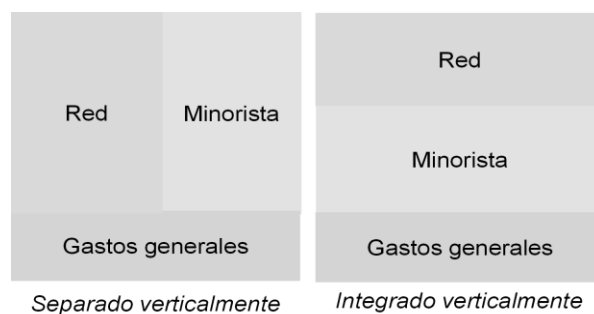 Red
Minorista
Gastos generales
Separado verticalmente
Red
Minorista
Gastos generales
Integrado verticalmente